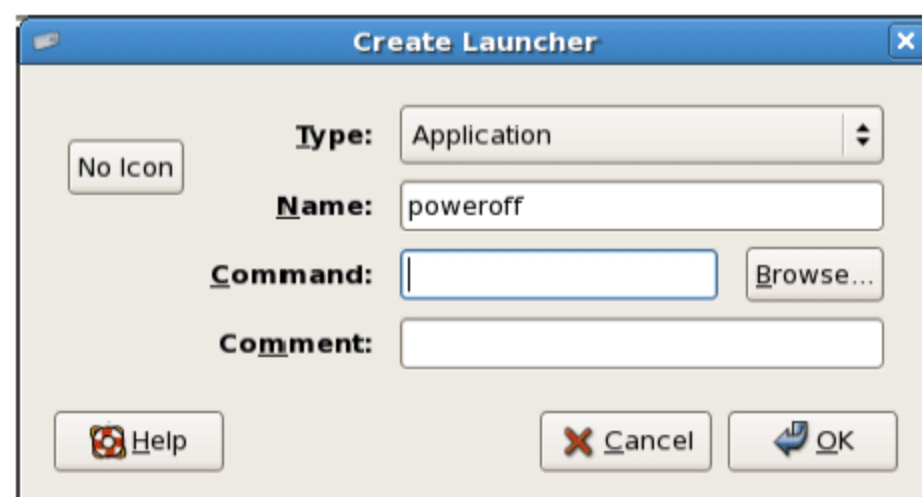 Create Launcher
No Icon
Type: Application
Name: poweroff
Command: Browse...
Comment:
Help Cancel OK